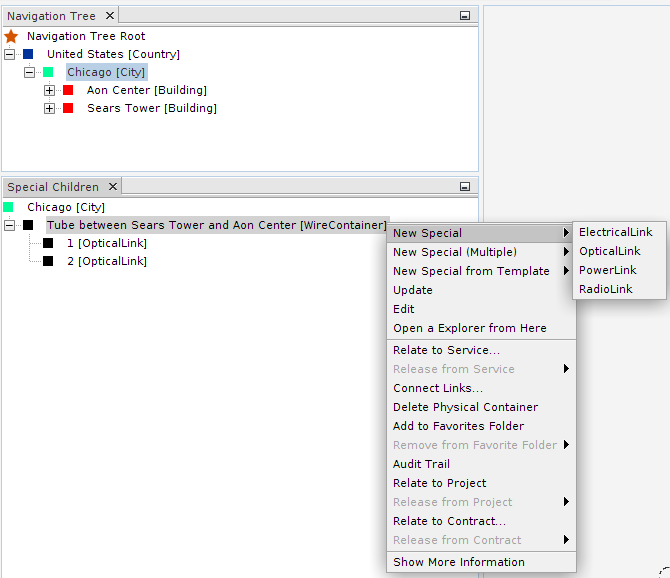 Navigation Tree
Navigation Tree Root
United States [Country]
Chicago [City]
Aon Center [Building]
Sears Tower [Building]
Special Children
Chicago [City]
Tube between Sears Tower and Aon Center [WireContainer]
1 [OpticalLink]
2 [OpticalLink]
New Special
New Special (Multiple)
New Special from Template
Update
Edit
Open a Explorer from Here
Relate to Service...
Release from Service
Connect Links...
Delete Physical Container
Add to Favorites Folder
Remove from Favorite Folder
Audit Trail
Relate to Project
Release from Project
Relate to Contract...
Release from Contract
Show More Information
ElectricalLink
OpticalLink
PowerLink
RadioLink